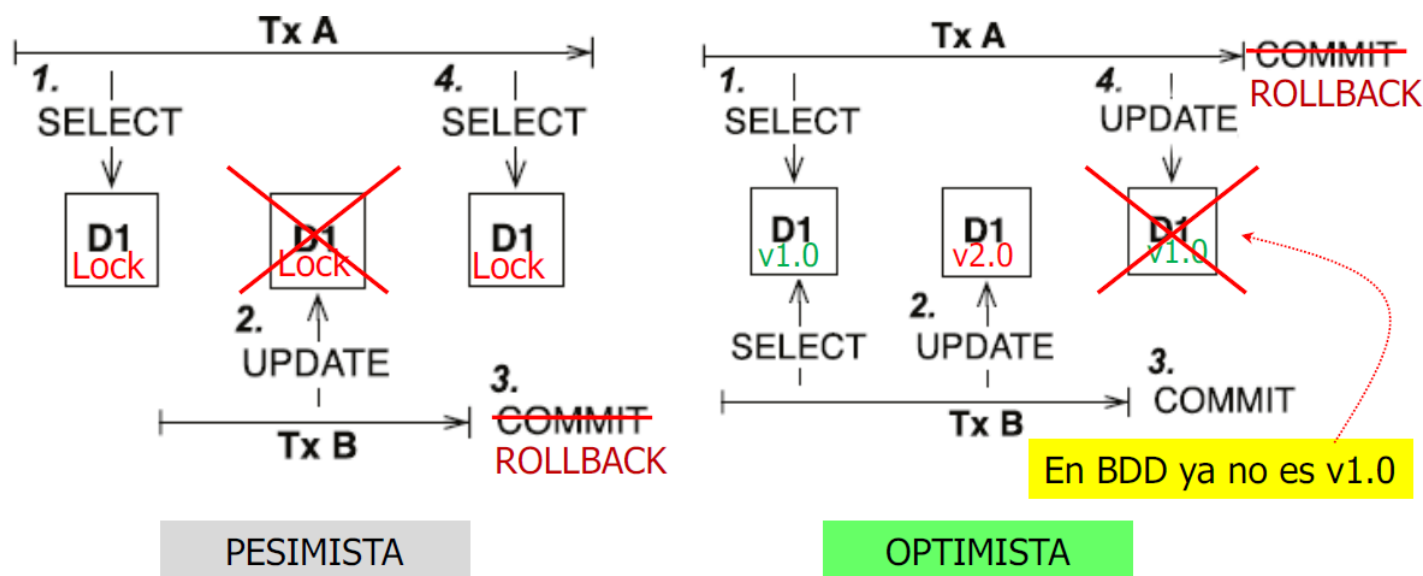 Tx A
1.
SELECT
4.
SELECT
D1
Lock
D1
Lock
D1
Lock
2.
UPDATE
3.
COMMIT
ROLLBACK
Tx B
PESIMISTA
Tx A
COMMIT
ROLLBACK
1.
SELECT
4.
UPDATE
D1
v1.0
D1
v2.0
D1
v1.0
SELECT
2.
UPDATE
3.
COMMIT
Tx B
En BDD ya no es v1.0
OPTIMISTA